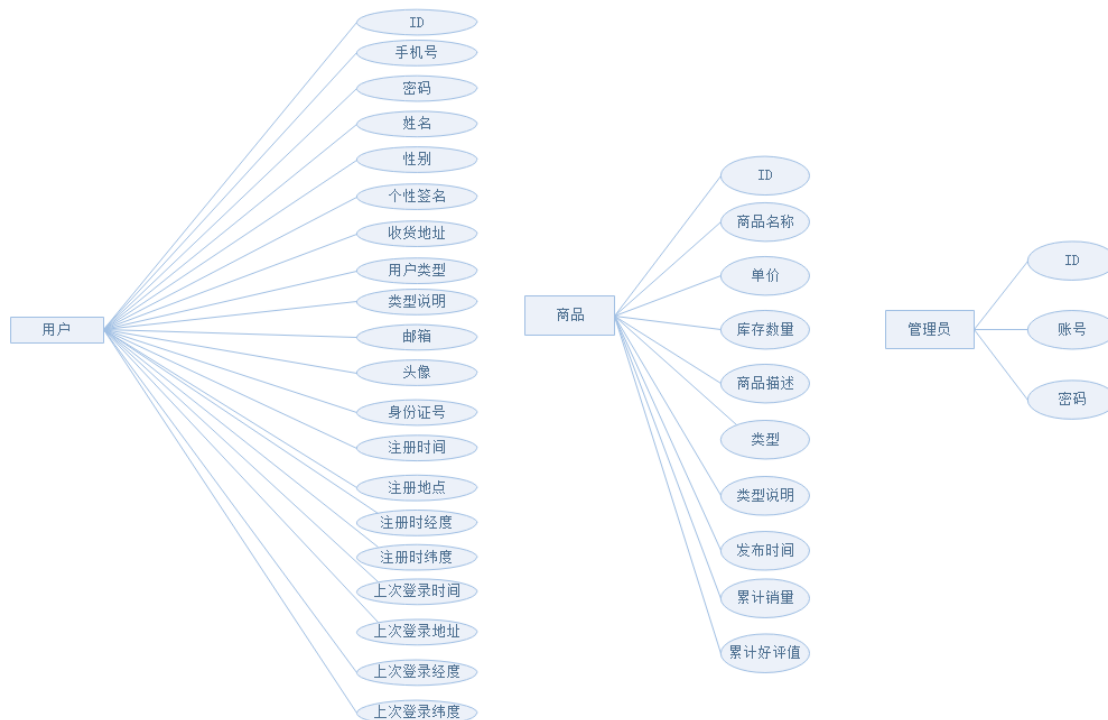 用户
ID
手机号
密码
姓名
性别
个性签名
收货地址
用户类型
类型说明
邮箱
头像
身份证号
注册时间
注册地点
注册时经度
注册时纬度
上次登录时间
上次登录地址
上次登录经度
上次登录纬度
商品
ID
商品名称
单价
库存数量
商品描述
类型
类型说明
发布时间
累计销量
累计好评值
管理员
ID
账号
密码